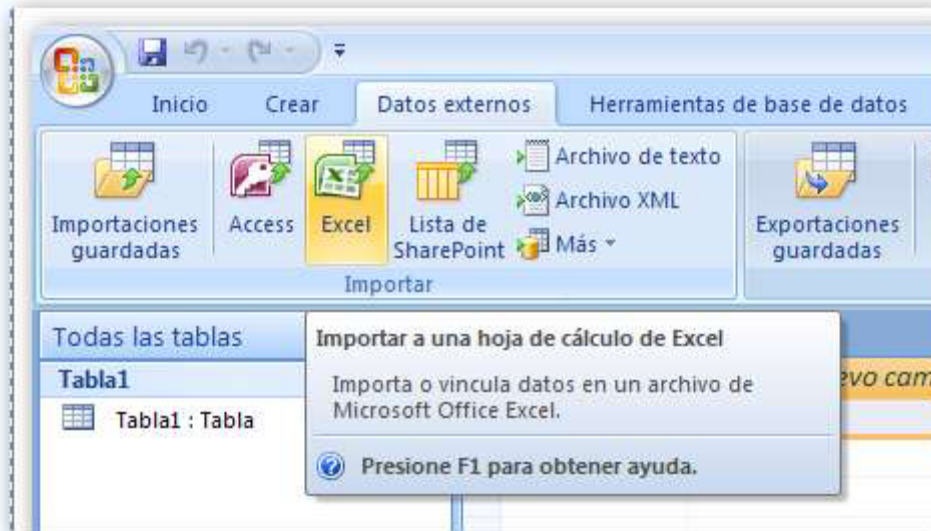 Inicio Crear Datos externos Herramientas de base de datos
Importaciones guardadas
Access
Excel
Lista de SharePoint
Archivo de texto
Archivo XML
Más
Importar
Exportaciones guardadas
Todas las tablas
Tabla1
Tabla1 : Tabla
Importar a una hoja de cálculo de Excel
Importa o vincula datos en un archivo de
Microsoft Office Excel.
Presione F1 para obtener ayuda.
evo cam